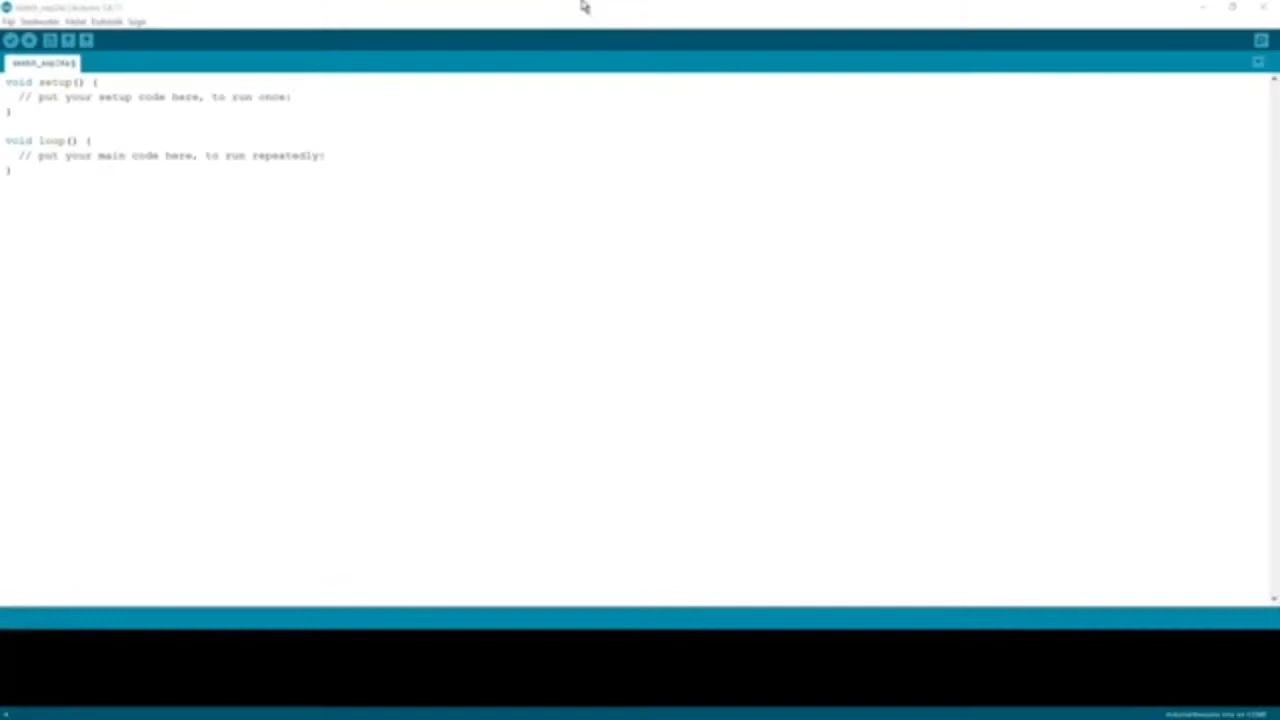 void setup() {
// put your setup code here, to run once:
}
void loop() {
// put your main code here, to run repeatedly:
}